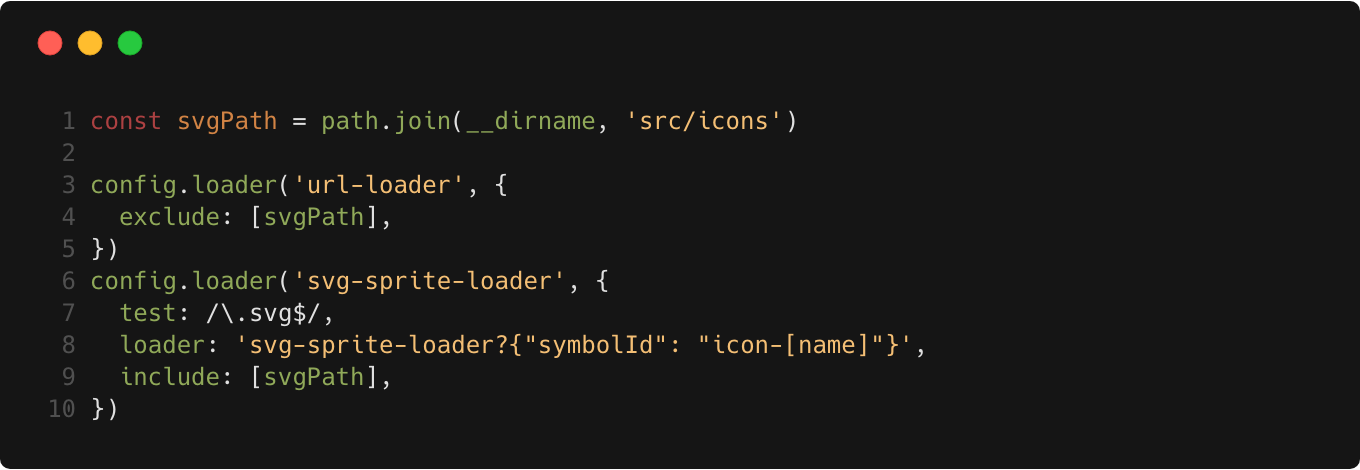 1 const svgPath = path.join(__dirname, 'src/icons')
2
3 config.loader('url-loader', {
4   exclude: [svgPath],
5 })
6 config.loader('svg-sprite-loader', {
7   test: /\.svg$/,
8   loader: 'svg-sprite-loader?{"symbolId": "icon-[name]"}',
9   include: [svgPath],
10 })